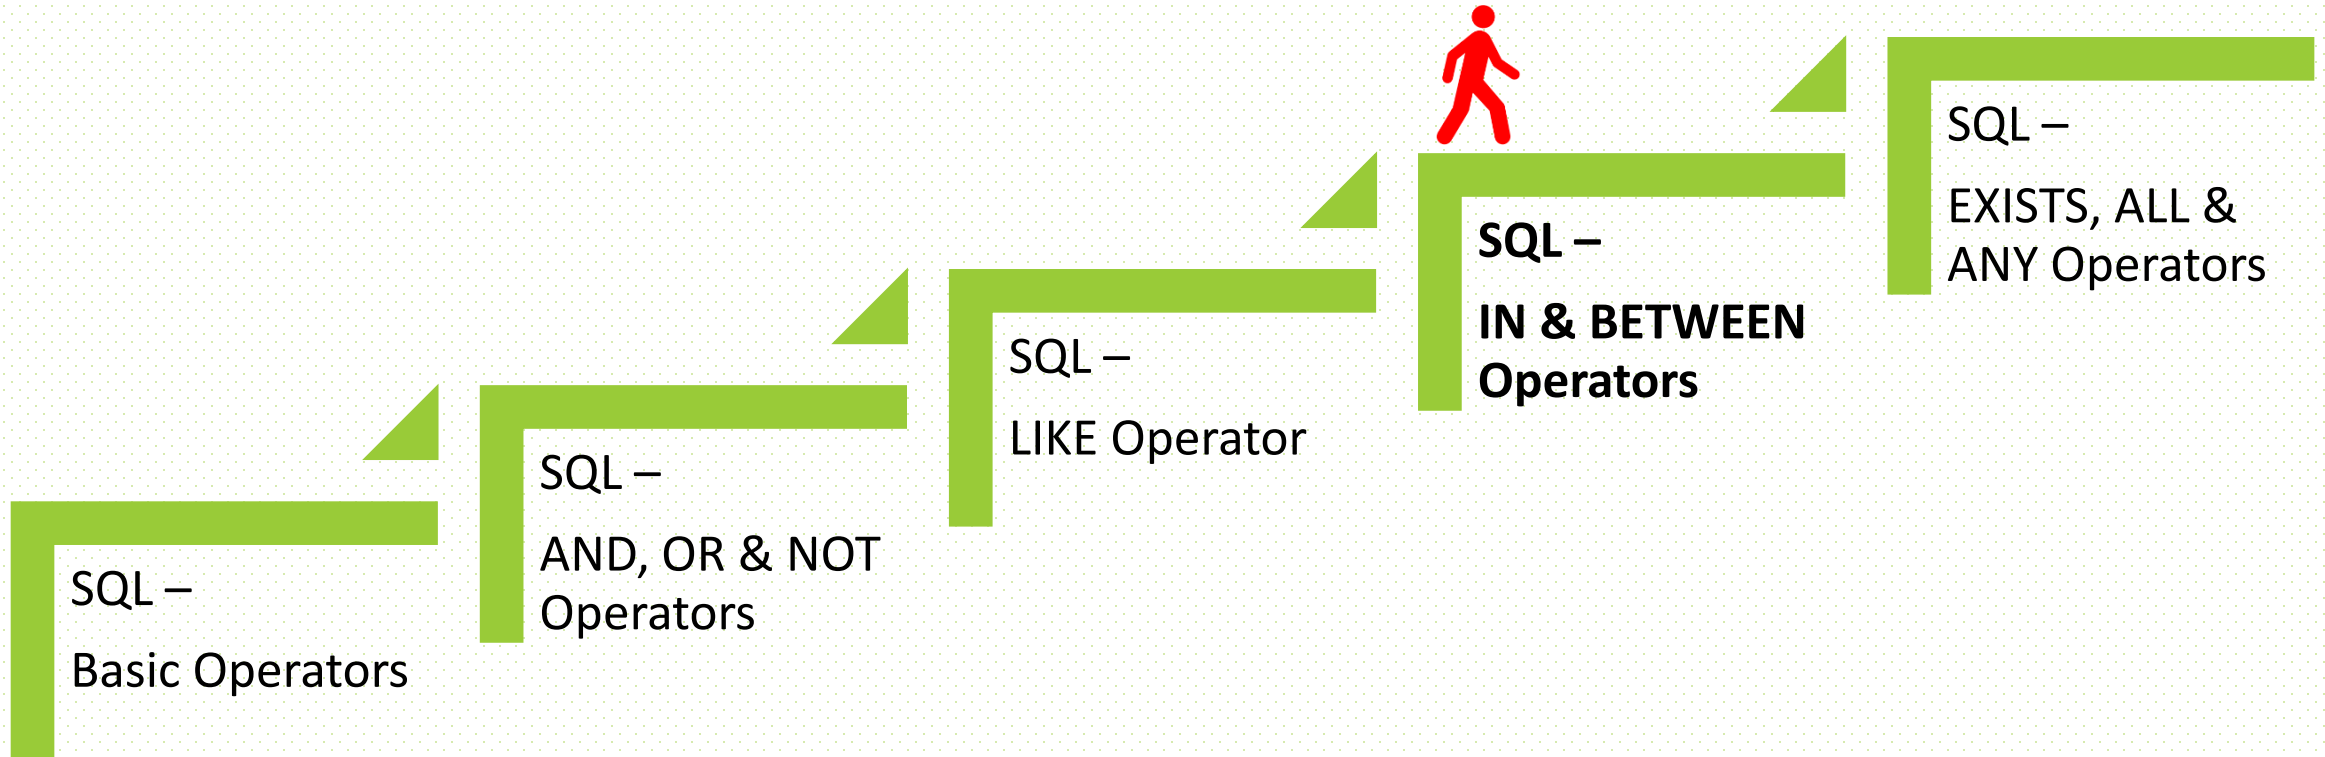 SQL –
Basic Operators
SQL –
AND, OR & NOT
Operators
SQL –
LIKE Operator
SQL –
IN & BETWEEN
Operators
SQL –
EXISTS, ALL &
ANY Operators